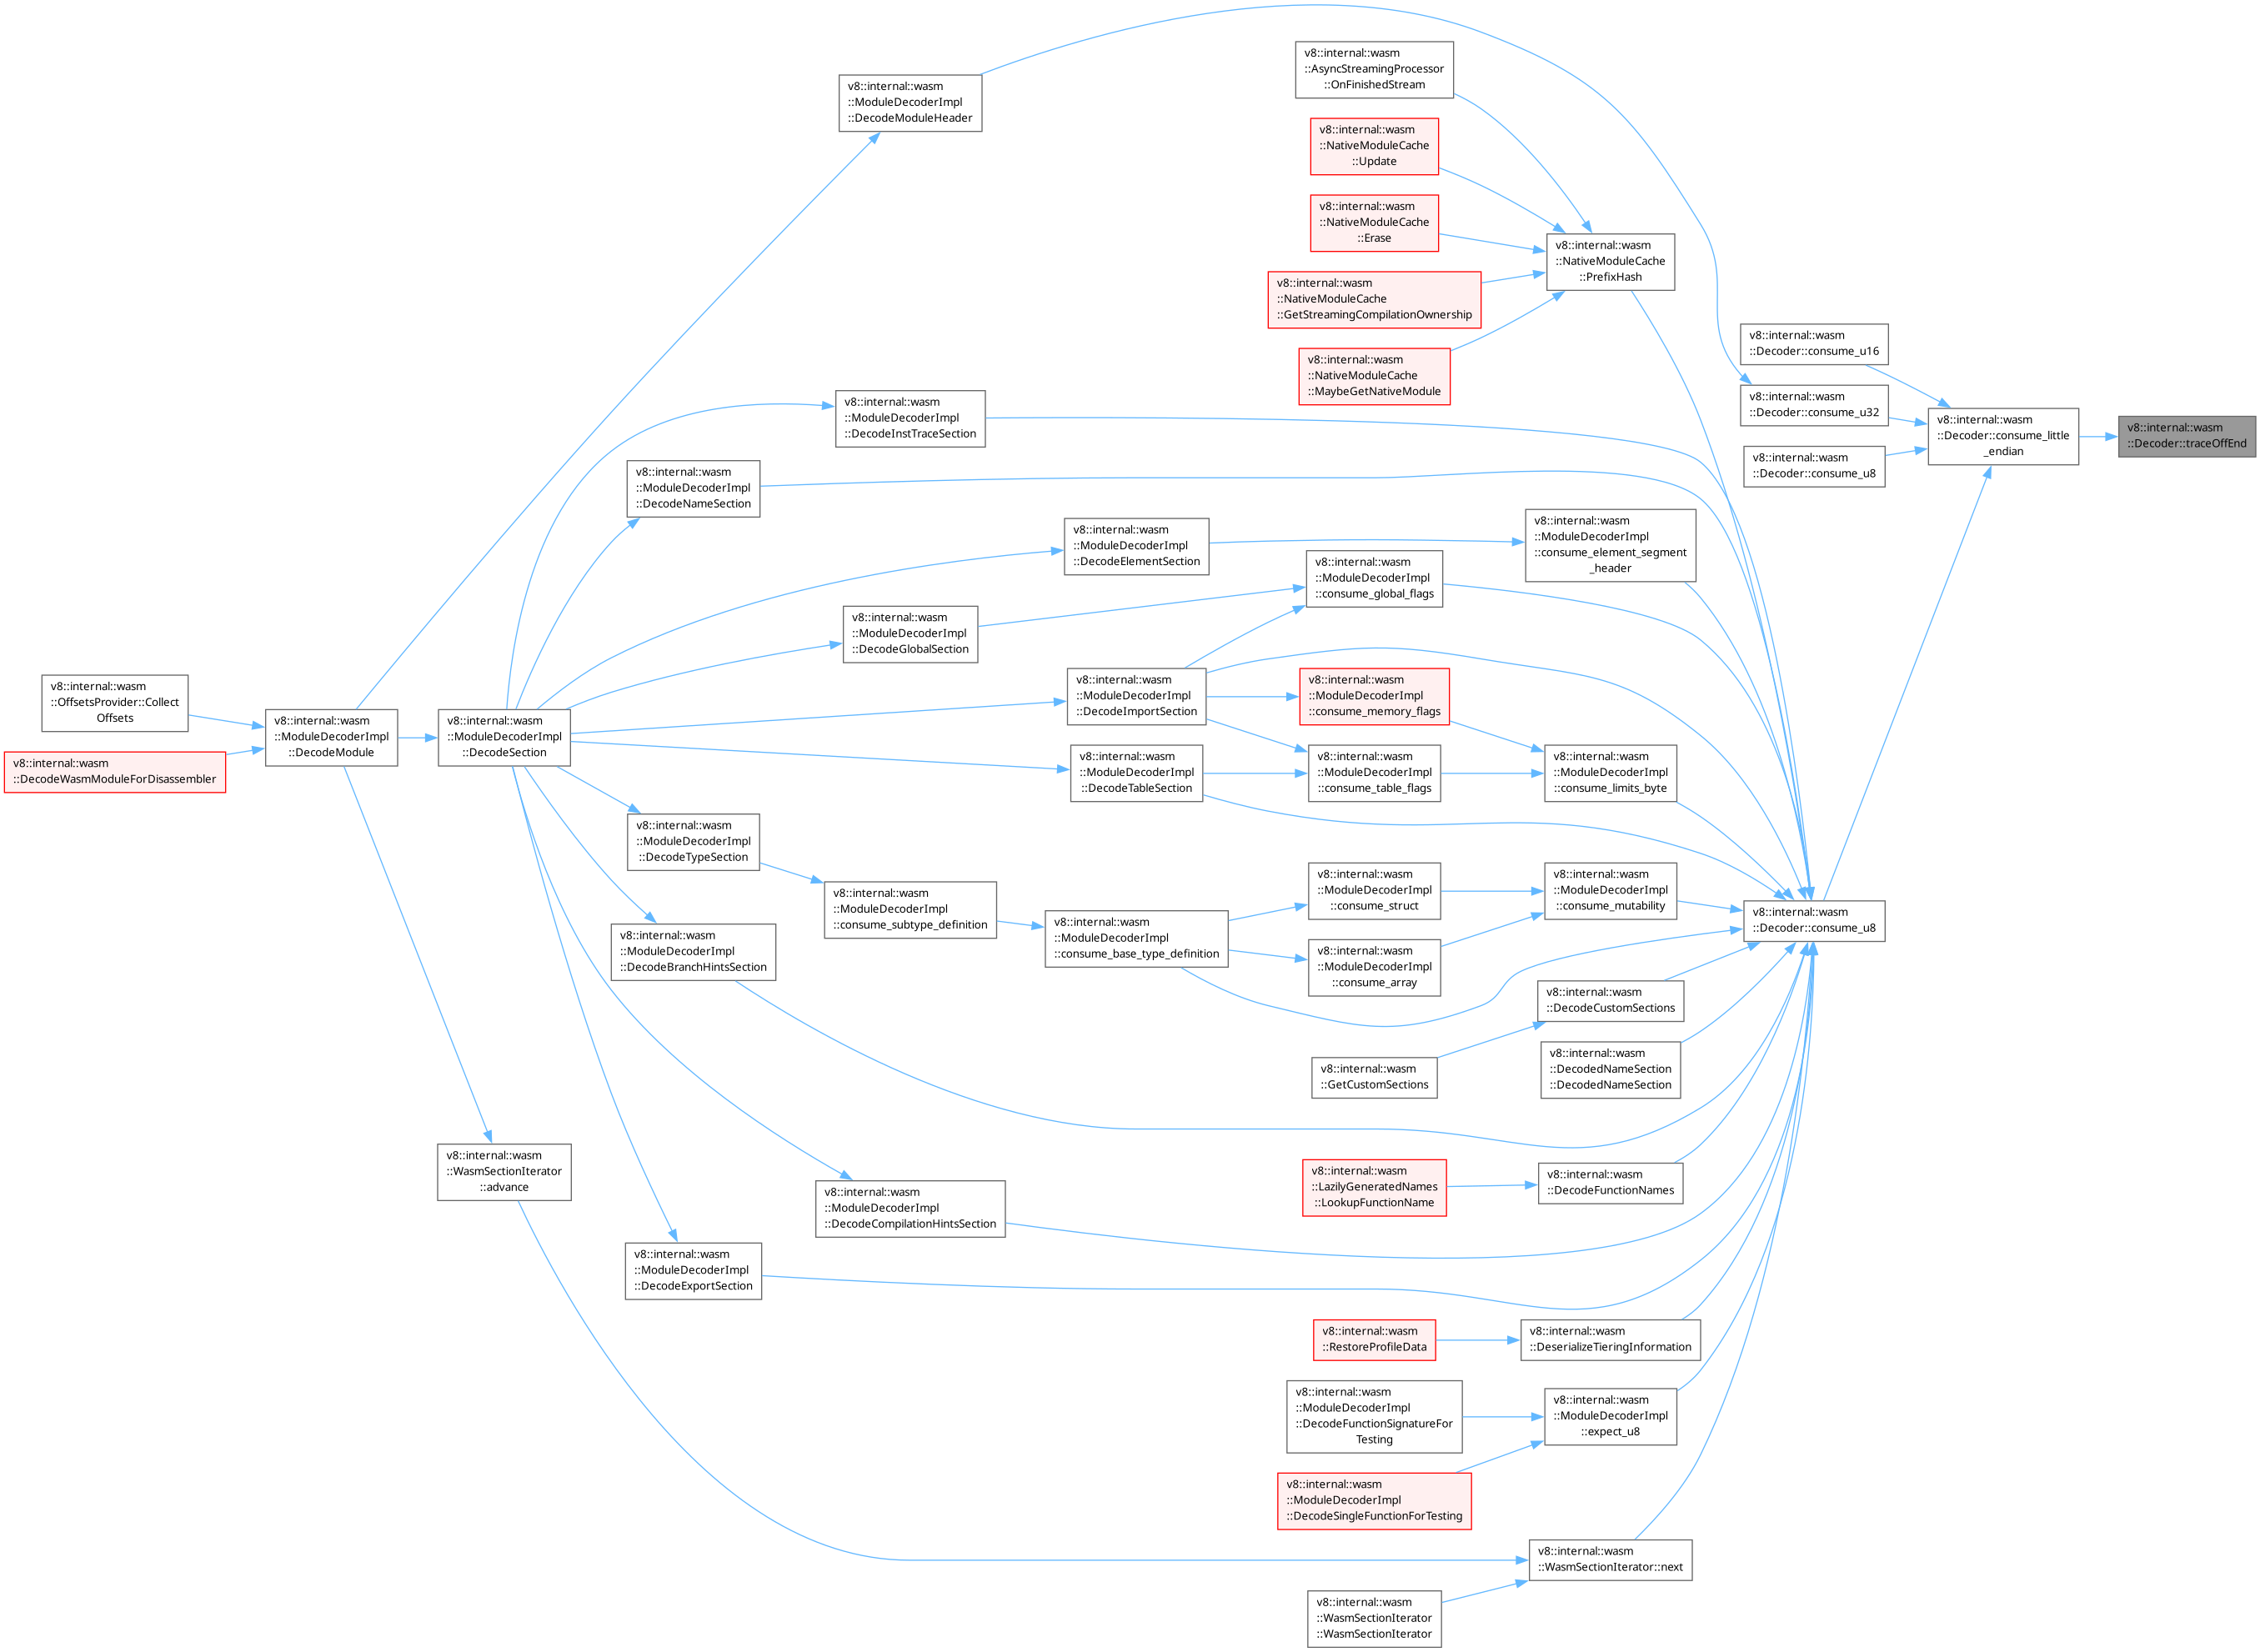 v8::internal::wasm
::AsyncStreamingProcessor
::OnFinishedStream
v8::internal::wasm
::ModuleDecoderImpl
::DecodeModuleHeader
v8::internal::wasm
::NativeModuleCache
::Update
v8::internal::wasm
::NativeModuleCache
::Erase
v8::internal::wasm
::NativeModuleCache
::PrefixHash
v8::internal::wasm
::NativeModuleCache
::GetStreamingCompilationOwnership
v8::internal::wasm
::NativeModuleCache
::MaybeGetNativeModule
v8::internal::wasm
::Decoder::consume_u16
v8::internal::wasm
::Decoder::consume_u32
v8::internal::wasm
::Decoder::consume_u8
v8::internal::wasm
::Decoder::consume_little
_endian
v8::internal::wasm
::Decoder::traceOffEnd
v8::internal::wasm
::ModuleDecoderImpl
::DecodeInstTraceSection
v8::internal::wasm
::ModuleDecoderImpl
::DecodeNameSection
v8::internal::wasm
::ModuleDecoderImpl
::DecodeElementSection
v8::internal::wasm
::ModuleDecoderImpl
::consume_element_segment
_header
v8::internal::wasm
::ModuleDecoderImpl
::consume_global_flags
v8::internal::wasm
::ModuleDecoderImpl
::DecodeGlobalSection
v8::internal::wasm
::OffsetsProvider::Collect
Offsets
v8::internal::wasm
::DecodeWasmModuleForDisassembler
v8::internal::wasm
::ModuleDecoderImpl
::DecodeModule
v8::internal::wasm
::ModuleDecoderImpl
::DecodeSection
v8::internal::wasm
::ModuleDecoderImpl
::DecodeImportSection
v8::internal::wasm
::ModuleDecoderImpl
::consume_memory_flags
v8::internal::wasm
::ModuleDecoderImpl
::DecodeTableSection
v8::internal::wasm
::ModuleDecoderImpl
::consume_table_flags
v8::internal::wasm
::ModuleDecoderImpl
::consume_limits_byte
v8::internal::wasm
::ModuleDecoderImpl
::DecodeTypeSection
v8::internal::wasm
::ModuleDecoderImpl
::consume_subtype_definition
v8::internal::wasm
::ModuleDecoderImpl
::consume_base_type_definition
v8::internal::wasm
::ModuleDecoderImpl
::consume_struct
v8::internal::wasm
::ModuleDecoderImpl
::consume_mutability
v8::internal::wasm
::Decoder::consume_u8
v8::internal::wasm
::ModuleDecoderImpl
::DecodeBranchHintsSection
v8::internal::wasm
::ModuleDecoderImpl
::consume_array
v8::internal::wasm
::DecodeCustomSections
v8::internal::wasm
::GetCustomSections
v8::internal::wasm
::DecodedNameSection
::DecodedNameSection
v8::internal::wasm
::WasmSectionIterator
::advance
v8::internal::wasm
::ModuleDecoderImpl
::DecodeCompilationHintsSection
v8::internal::wasm
::LazilyGeneratedNames
::LookupFunctionName
v8::internal::wasm
::DecodeFunctionNames
v8::internal::wasm
::ModuleDecoderImpl
::DecodeExportSection
v8::internal::wasm
::RestoreProfileData
v8::internal::wasm
::DeserializeTieringInformation
v8::internal::wasm
::ModuleDecoderImpl
::DecodeFunctionSignatureFor
Testing
v8::internal::wasm
::ModuleDecoderImpl
::expect_u8
v8::internal::wasm
::ModuleDecoderImpl
::DecodeSingleFunctionForTesting
v8::internal::wasm
::WasmSectionIterator::next
v8::internal::wasm
::WasmSectionIterator
::WasmSectionIterator